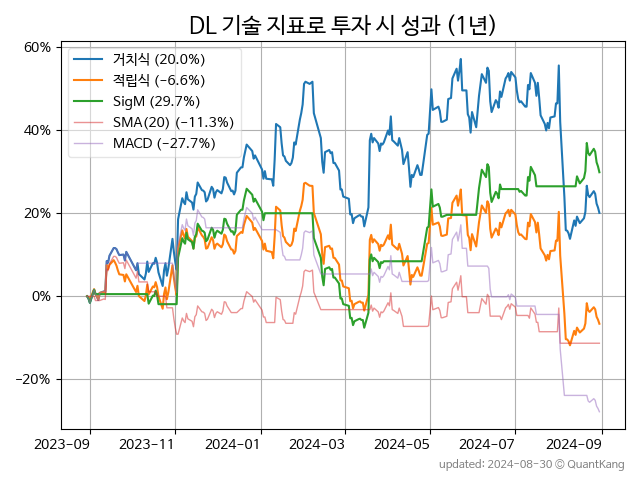 DL 기술 지표로 투자 시 성과 (1년)
60%
40%
20%
0%
−20%
거치식 (20.0%)
적립식 (−6.6%)
SigM (29.7%)
SMA(20) (−11.3%)
MACD (−27.7%)
2023-09 2023-11 2024-01 2024-03 2024-05 2024-07 2024-09
updated: 2024-08-30 © QuantKang